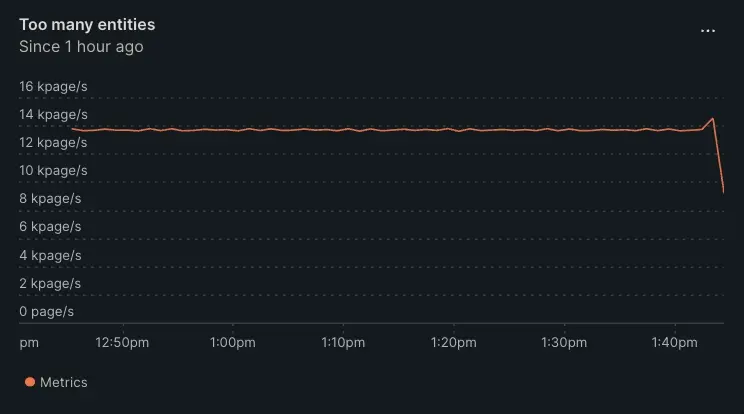 Too many entities
...
Since 1 hour ago
16 kpage/s
14 kpage/s
12 kpage/s
10 kpage/s
8 kpage/s
6 kpage/s
4 kpage/s
2 kpage/s
0 page/s
pm 12:50pm 1:00pm 1:10pm 1:20pm 1:30pm 1:40pm
Metrics